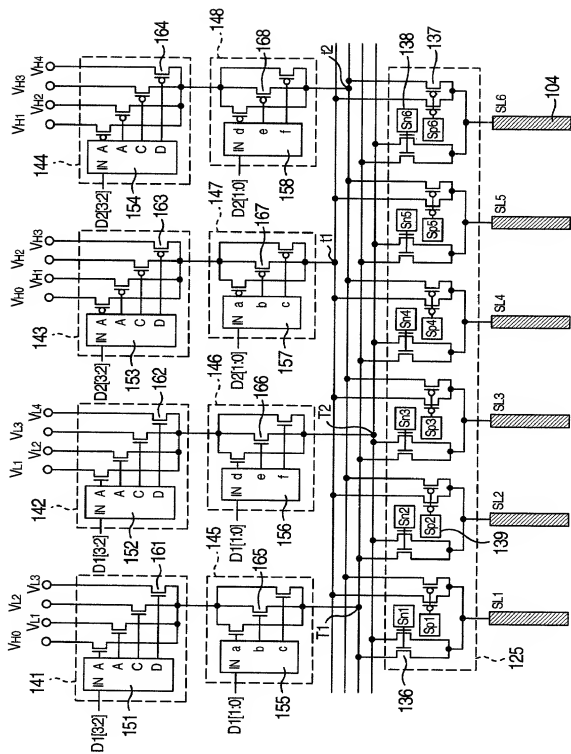 VH0 VL1 VL2 VL3
VL1 VL2 VL3 VL4
VH0 VH1 VH2 VH3
VH1 VH2 VH3 VH4
141
D1[3:2]
IN A A C D
151
161
142
D1[3:2]
IN A A C D
152
162
143
D2[3:2]
IN A A C D
153
163
144
D2[3:2]
IN A A C D
154
164
145
D1[1:0]
IN a b c
155
165
146
D1[1:0]
IN d e f
156
166
147
D2[1:0]
IN a b c
157
167
148
D2[1:0]
IN d e f
158
168
T1
T2
t1
t2
136
Sn1
Sp1
Sn2
Sp2
139
Sn3
Sp3
Sn4
Sp4
Sn5
Sp5
Sn6
138
Sp6
137
125
SL1
SL2
SL3
SL4
SL5
SL6
104